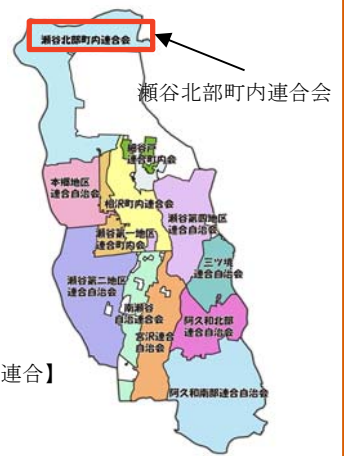 瀬谷北部町内連合会
瀬谷北部町内連合会
細谷戸
連合町内会
本郷地区
連合自治会
相沢町内連合会
瀬谷第四地区
連合自治会
瀬谷第一地区
連合町内会
三ツ境
連合自治会
瀬谷第二地区
連合自治会
南瀬谷
自治連合会
宮沢連合
自治会
阿久和北部
連合自治会
連合】
阿久和南部連合自治会